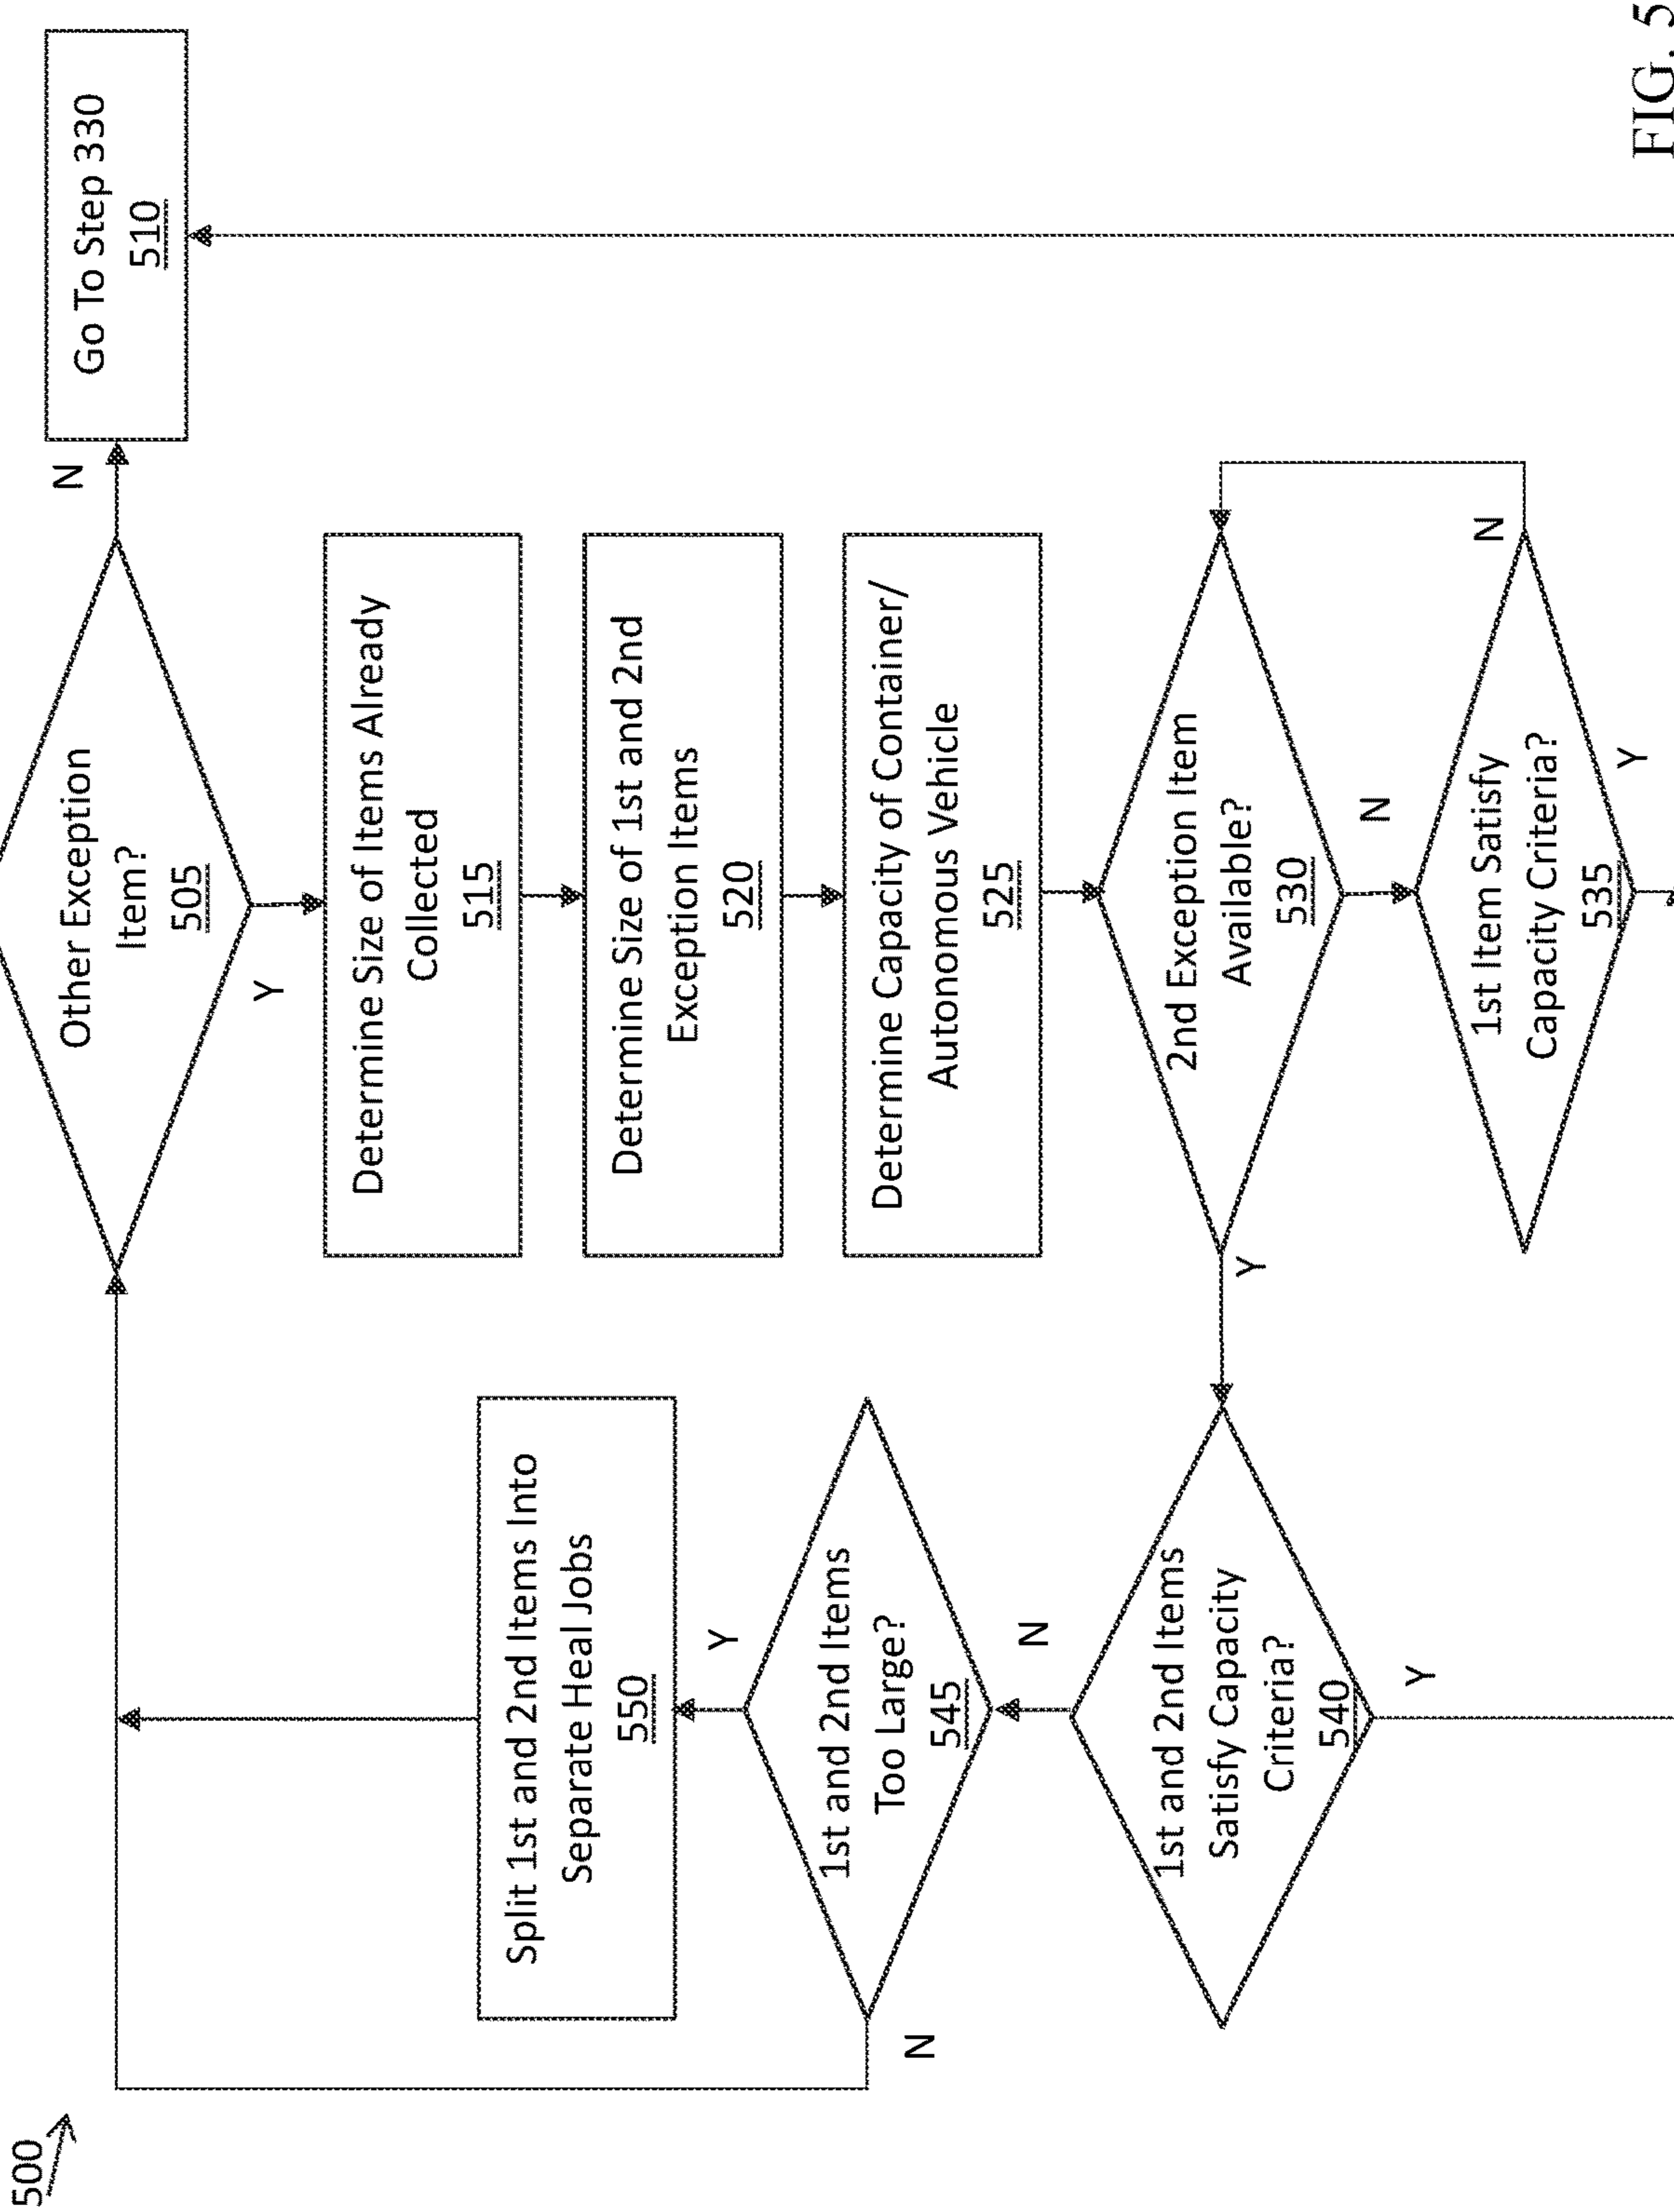 500
Other Exception
Item?
505
N
Go To Step 330
510
Y
Determine Size of Items Already
Collected
515
Determine Size of 1st and 2nd
Exception Items
520
Determine Capacity of Container/
Autonomous Vehicle
525
2nd Exception Item
Available?
530
Y
N
1st Item Satisfy
Capacity Criteria?
535
N
Y
Split 1st and 2nd Items Into
Separate Heal Jobs
550
Y
1st and 2nd Items
Too Large?
545
N
N
1st and 2nd Items
Satisfy Capacity
Criteria?
540
Y
FIG. 5